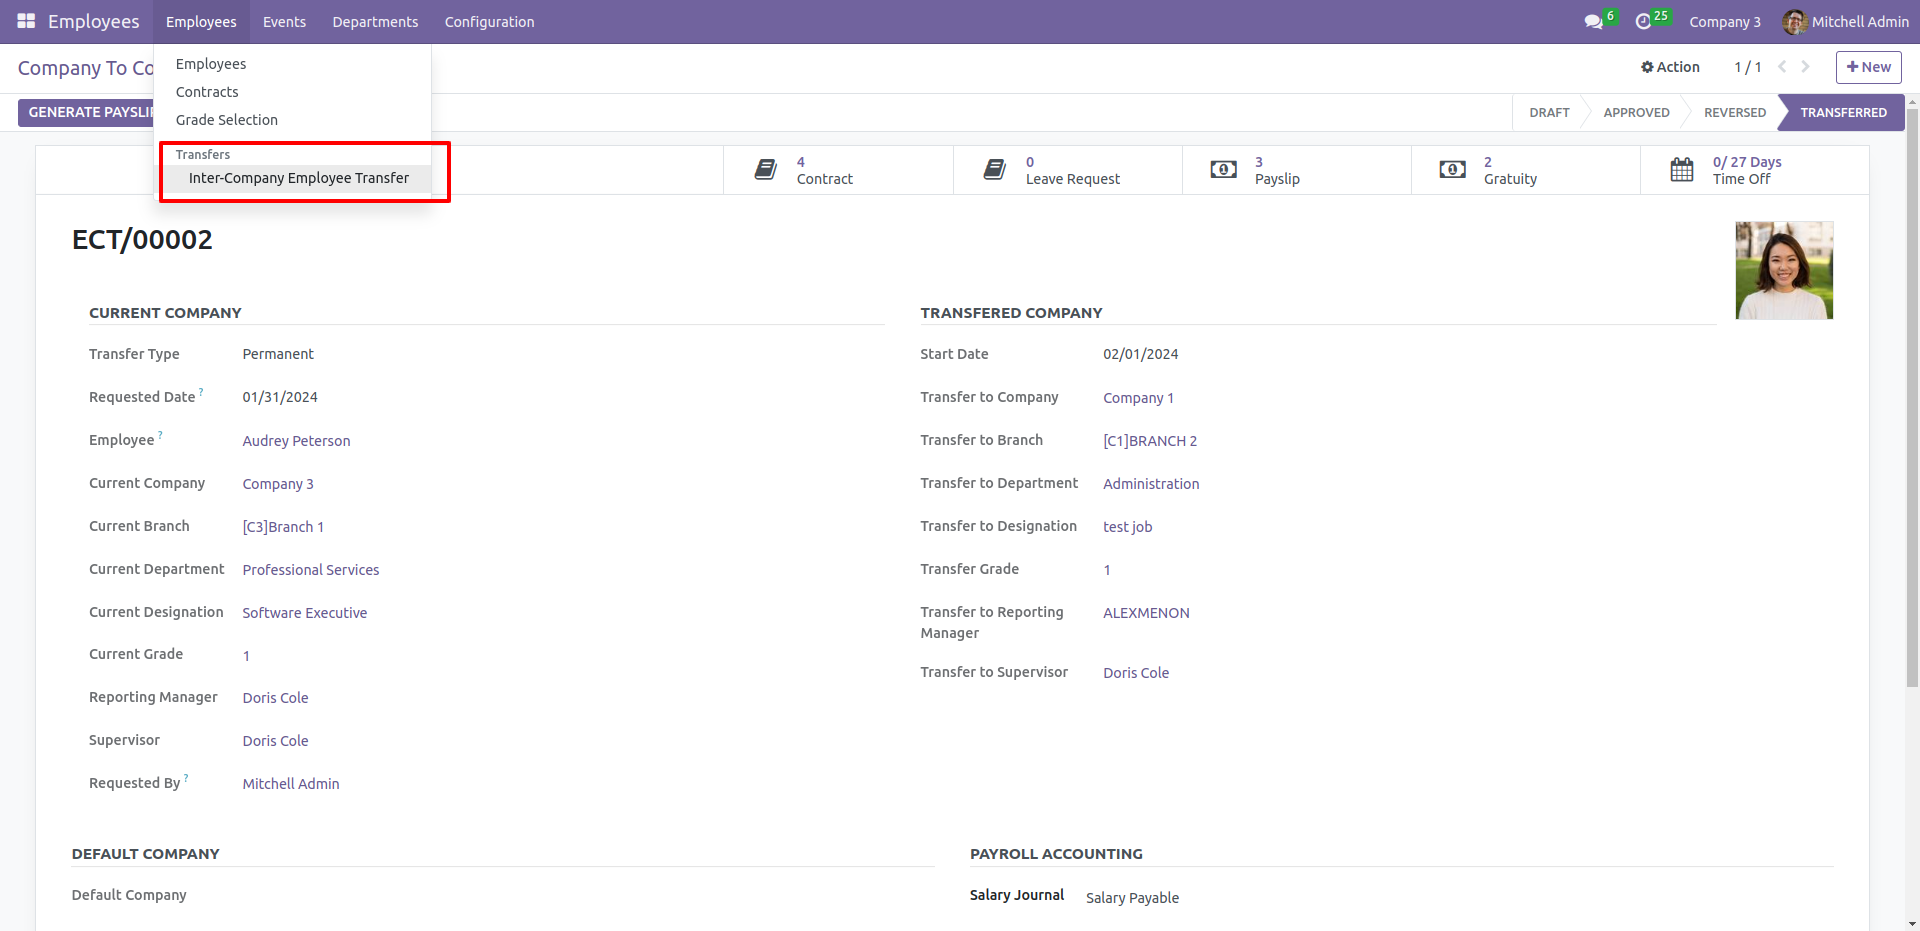 Employees Employees Events Departments Configuration 6 25 Company 3 Mitchell Admin
Employees
Contracts
Grade Selection
Transfers
Inter-Company Employee Transfer
Company To Co
Action 1 / 1 New
GENERATE PAYSLI
DRAFT APPROVED REVERSED TRANSFERRED
4 Contract
0 Leave Request
3 Payslip
2 Gratuity
0/ 27 Days Time Off
ECT/00002
CURRENT COMPANY
Transfer Type Permanent
Requested Date ? 01/31/2024
Employee ? Audrey Peterson
Current Company Company 3
Current Branch [C3]Branch 1
Current Department Professional Services
Current Designation Software Executive
Current Grade 1
Reporting Manager Doris Cole
Supervisor Doris Cole
Requested By ? Mitchell Admin
TRANSFERED COMPANY
Start Date 02/01/2024
Transfer to Company Company 1
Transfer to Branch [C1]BRANCH 2
Transfer to Department Administration
Transfer to Designation test job
Transfer Grade 1
Transfer to Reporting ALEXMENON
Manager
Transfer to Supervisor Doris Cole
DEFAULT COMPANY
Default Company
PAYROLL ACCOUNTING
Salary Journal Salary Payable